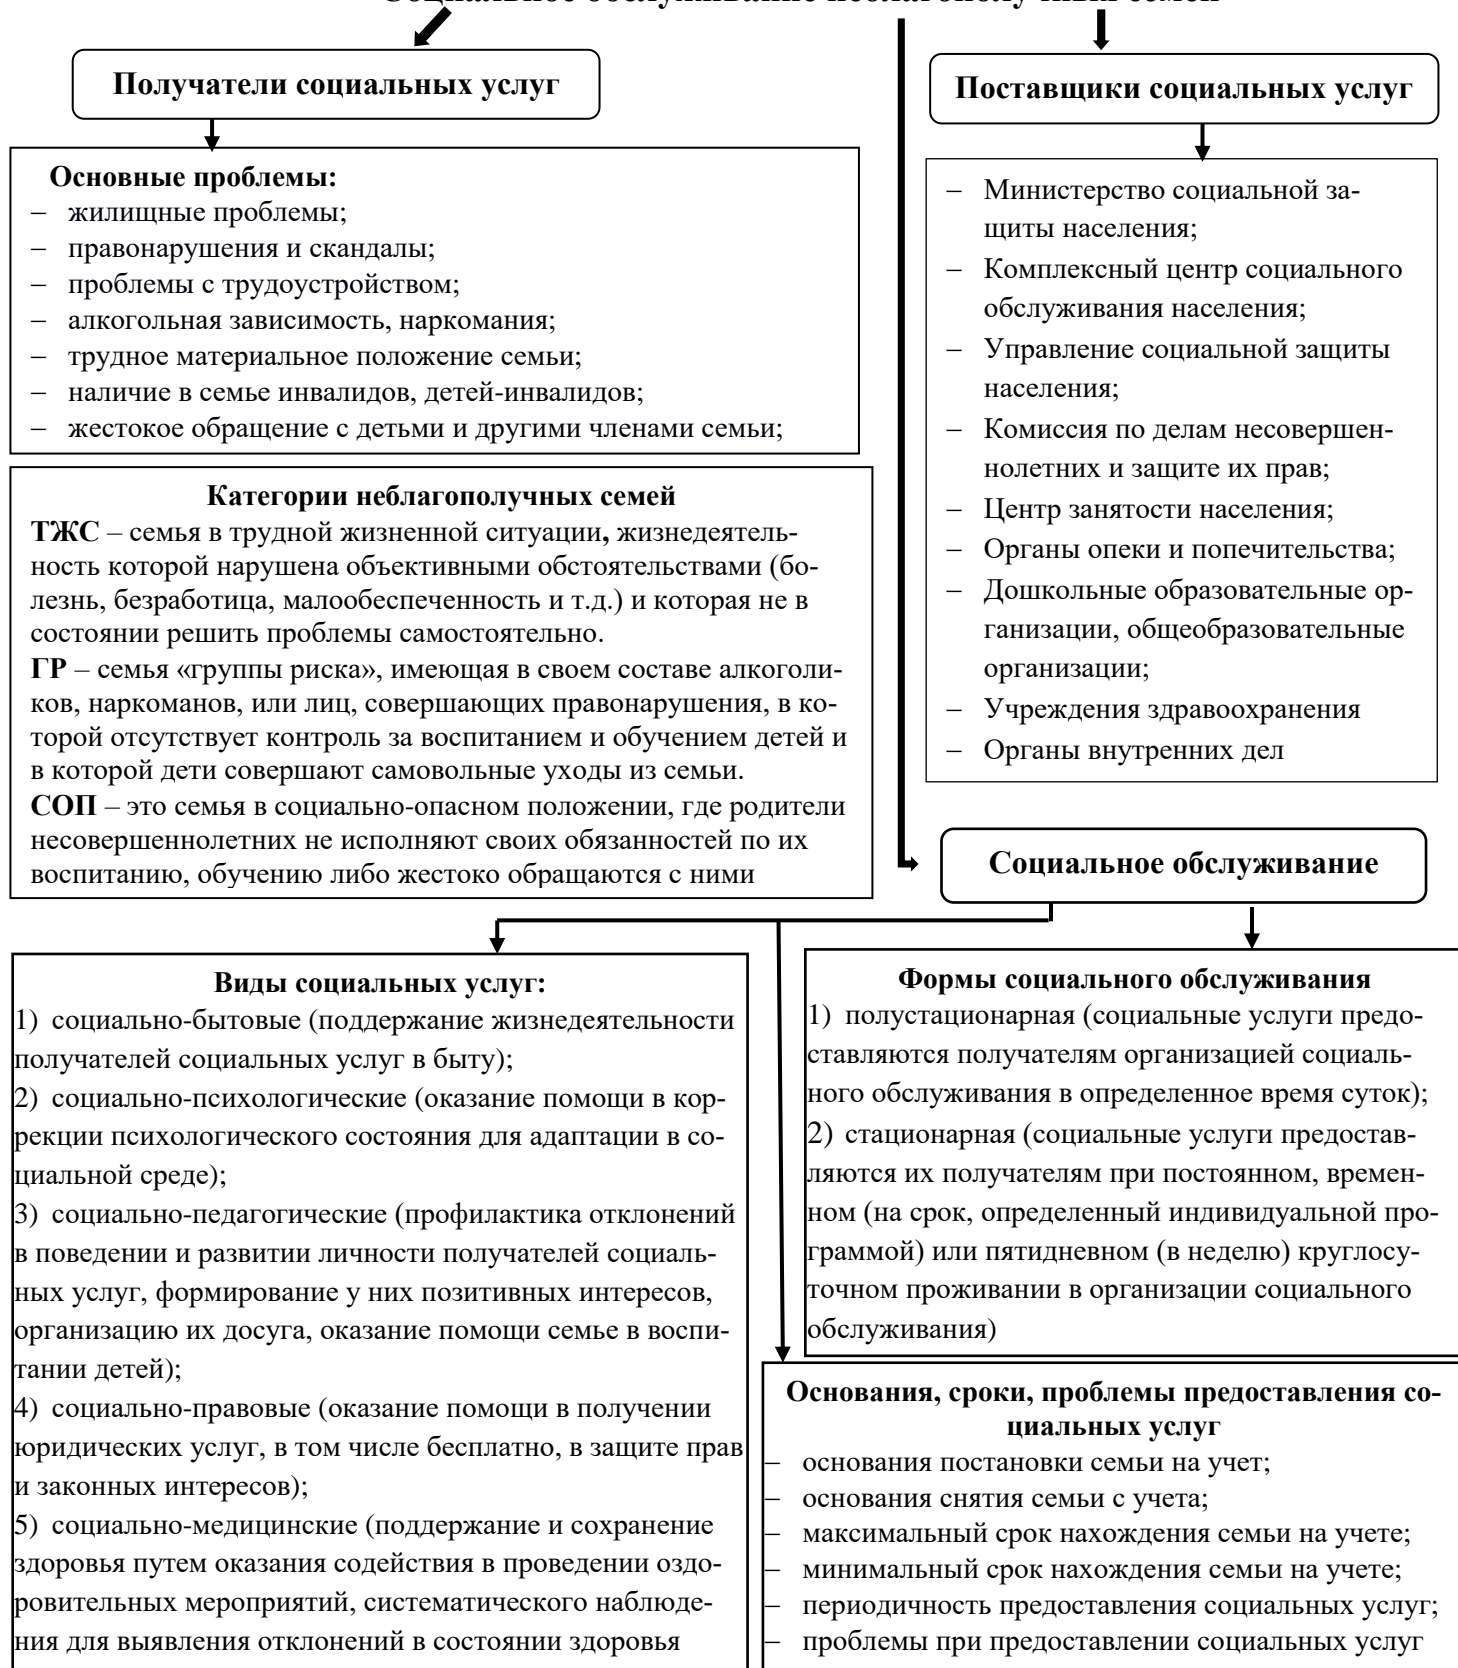 Социальное обслуживание неблагополучных семей
Получатели социальных услуг
Основные проблемы:
– жилищные проблемы;
– правонарушения и скандалы;
– проблемы с трудоустройством;
– алкогольная зависимость, наркомания;
– трудное материальное положение семьи;
– наличие в семье инвалидов, детей-инвалидов;
– жестокое обращение с детьми и другими членами семьи;
Категории неблагополучных семей
ТЖС – семья в трудной жизненной ситуации, жизнедеятель-
ность которой нарушена объективными обстоятельствами (бо-
лезнь, безработица, малообеспеченность и т.д.) и которая не в
состоянии решить проблемы самостоятельно.
ГР – семья «группы риска», имеющая в своем составе алкоголи-
ков, наркоманов, или лиц, совершающих правонарушения, в ко-
торой отсутствует контроль за воспитанием и обучением детей и
в которой дети совершают самовольные уходы из семьи.
СОП – это семья в социально-опасном положении, где родители
несовершеннолетних не исполняют своих обязанностей по их
воспитанию, обучению либо жестоко обращаются с ними
Поставщики социальных услуг
– Министерство социальной за-
щиты населения;
– Комплексный центр социального
обслуживания населения;
– Управление социальной защиты
населения;
– Комиссия по делам несовершен-
нолетних и защите их прав;
– Центр занятости населения;
– Органы опеки и попечительства;
– Дошкольные образовательные ор-
ганизации, общеобразовательные
организации;
– Учреждения здравоохранения
– Органы внутренних дел
Социальное обслуживание
Виды социальных услуг:
1) социально-бытовые (поддержание жизнедеятельности
получателей социальных услуг в быту);
2) социально-психологические (оказание помощи в кор-
рекции психологического состояния для адаптации в со-
циальной среде);
3) социально-педагогические (профилактика отклонений
в поведении и развитии личности получателей социаль-
ных услуг, формирование у них позитивных интересов,
организацию их досуга, оказание помощи семье в воспи-
тании детей);
4) социально-правовые (оказание помощи в получении
юридических услуг, в том числе бесплатно, в защите прав
и законных интересов);
5) социально-медицинские (поддержание и сохранение
здоровья путем оказания содействия в проведении оздо-
ровительных мероприятий, систематического наблюде-
ния для выявления отклонений в состоянии здоровья
Формы социального обслуживания
1) полустационарная (социальные услуги предо-
ставляются получателям организацией социаль-
ного обслуживания в определенное время суток);
2) стационарная (социальные услуги предостав-
ляются их получателям при постоянном, времен-
ном (на срок, определенный индивидуальной про-
граммой) или пятидневном (в неделю) круглосу-
точном проживании в организации социального
обслуживания)
Основания, сроки, проблемы предоставления со-
циальных услуг
– основания постановки семьи на учет;
– основания снятия семьи с учета;
– максимальный срок нахождения семьи на учете;
– минимальный срок нахождения семьи на учете;
– периодичность предоставления социальных услуг;
– проблемы при предоставлении социальных услуг